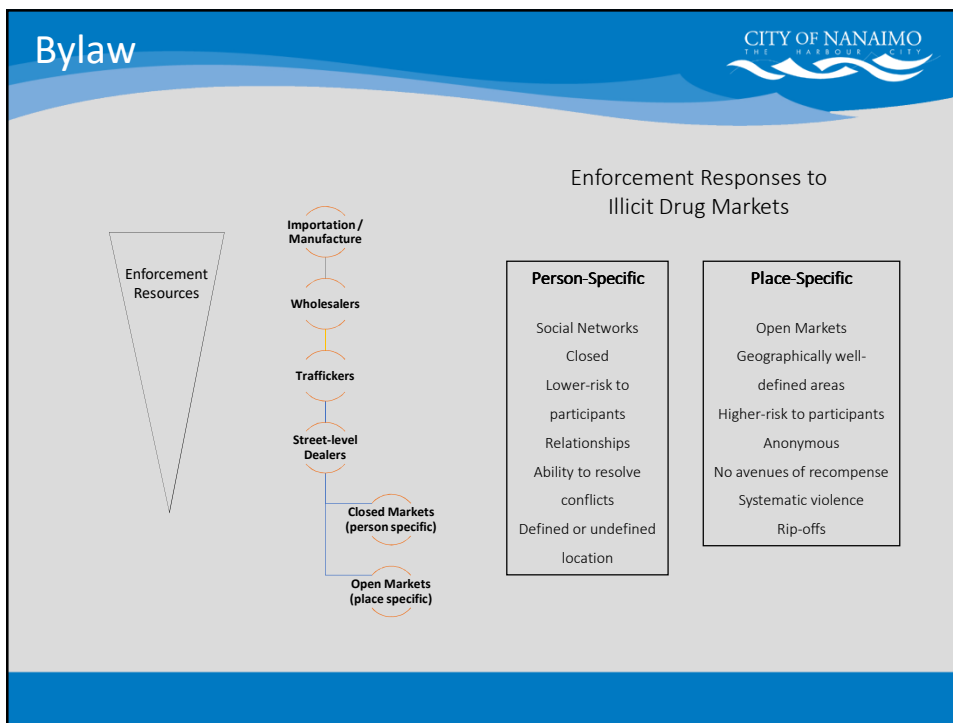 Bylaw
CITY OF NANAIMO
THE HARBOUR CITY
Enforcement Responses to
Illicit Drug Markets
Enforcement
Resources
Importation /
Manufacture
Wholesalers
Traffickers
Street-level
Dealers
Closed Markets
(person specific)
Open Markets
(place specific)
Person-Specific
Social Networks
Closed
Lower-risk to
participants
Relationships
Ability to resolve
conflicts
Defined or undefined
location
Place-Specific
Open Markets
Geographically well-
defined areas
Higher-risk to participants
Anonymous
No avenues of recompense
Systematic violence
Rip-offs